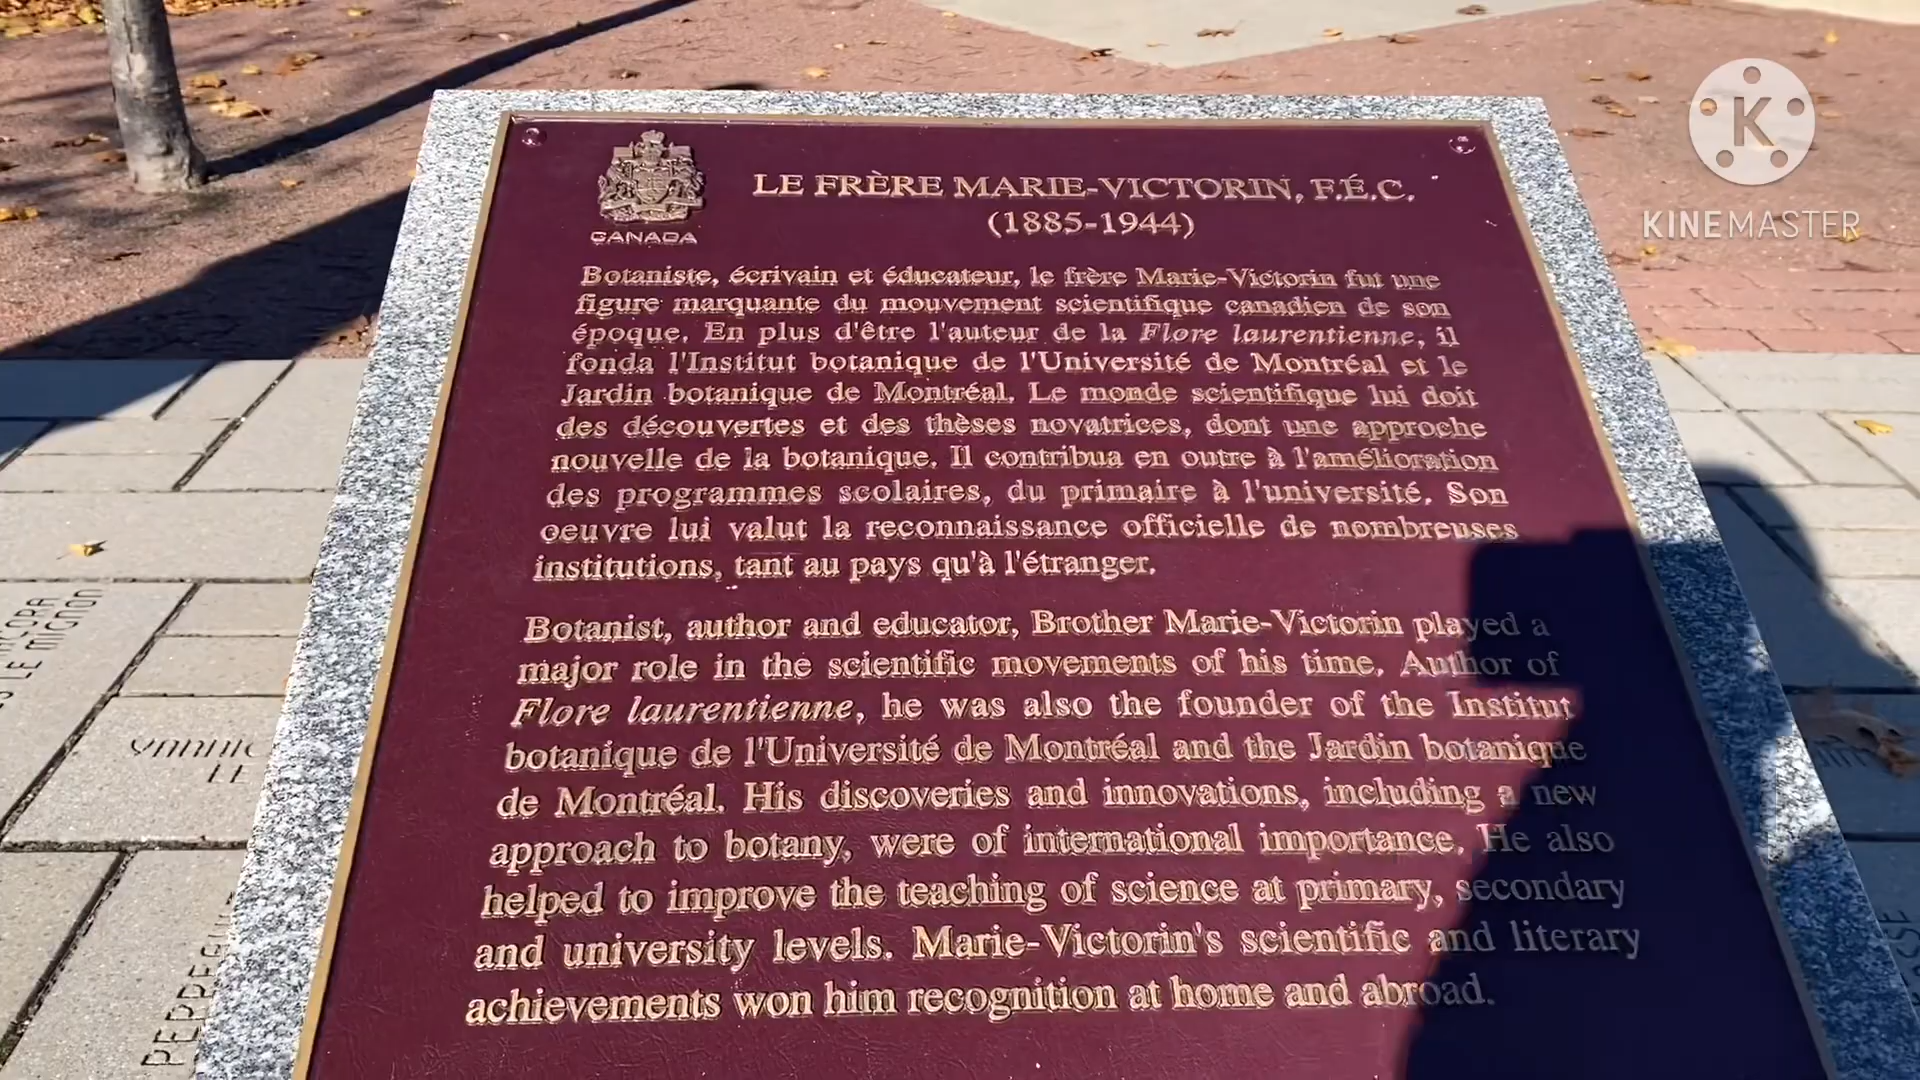 CANADA
LE FRÈRE MARIE-VICTORIN, F.É.C.
(1885-1944)
Botaniste, écrivain et éducateur, le frère Marie-Victorin fut une
figure marquante du mouvement scientifique canadien de son
époque. En plus d'être l'auteur de la Flore laurentienne, il
fonda l'Institut botanique de l'Université de Montréal et le
Jardin botanique de Montréal. Le monde scientifique lui doit
des découvertes et des thèses novatrices, dont une approche
nouvelle de la botanique. Il contribua en outre à l'amélioration
des programmes scolaires, du primaire à l'université. Son
oeuvre lui valut la reconnaissance officielle de nombreuses
institutions, tant au pays qu'à l'étranger.
Botanist, author and educator, Brother Marie-Victorin played a
major role in the scientific movements of his time. Author of
Flore laurentienne, he was also the founder of the Institut
botanique de l'Université de Montréal and the Jardin botanique
de Montréal. His discoveries and innovations, including a new
approach to botany, were of international importance. He also
helped to improve the teaching of science at primary, secondary
and university levels. Marie-Victorin's scientific and literary
achievements won him recognition at home and abroad.
K
KINEMASTER
LE MIGNON
LE